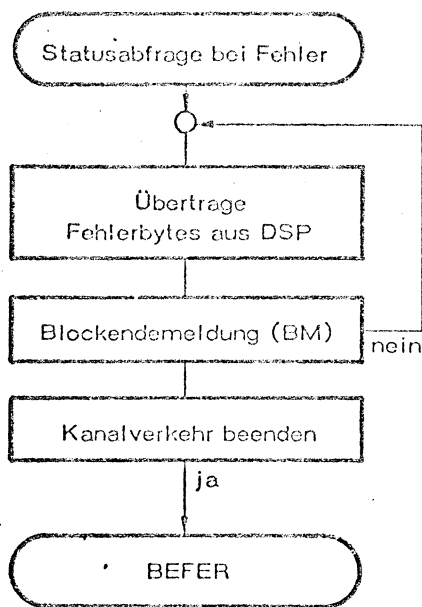 Statusabfrage bei Fehler
Übertrage
Fehlerbytes aus DSP
Blockendemeldung (BM)
nein
Kanalverkehr beenden
ja
BEFER